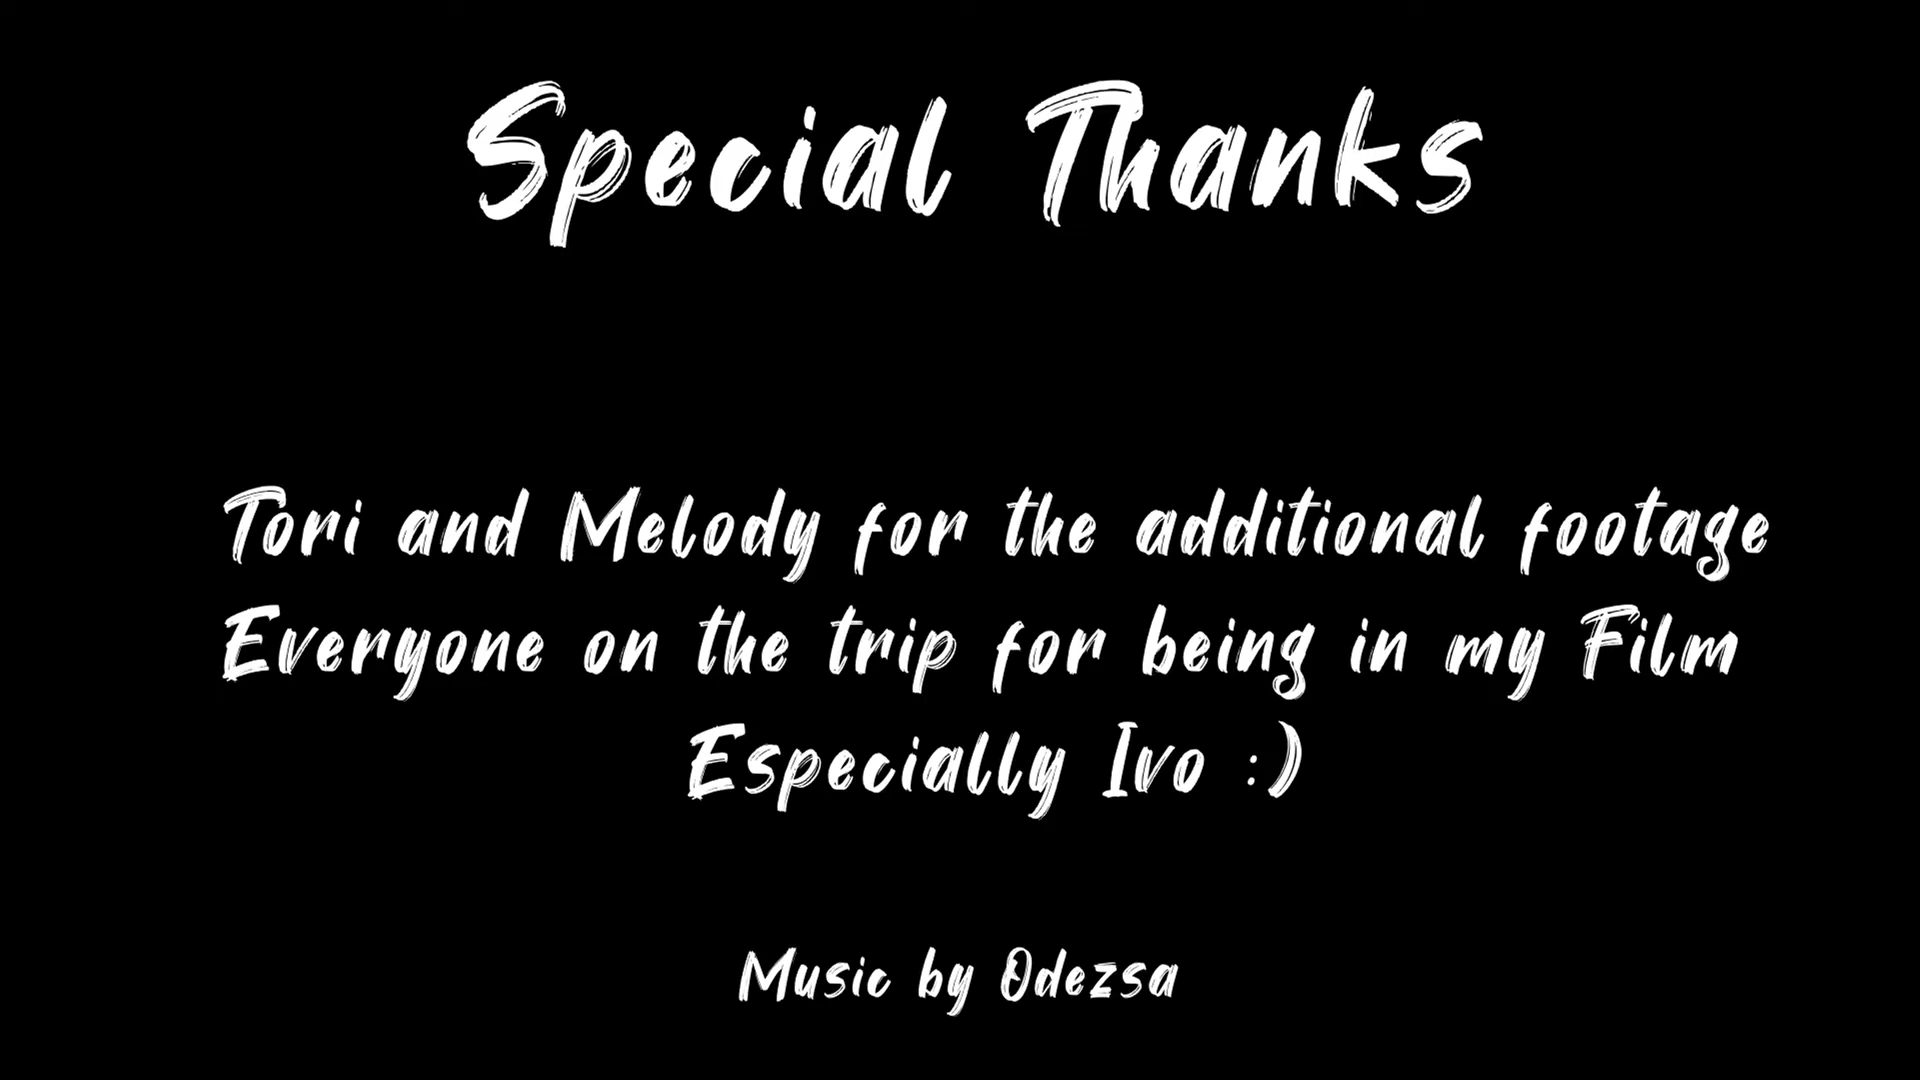 Special Thanks
Tori and Melody for the additional footage
Everyone on the trip for being in my Film
Especially Ivo :)
Music by Odezsa